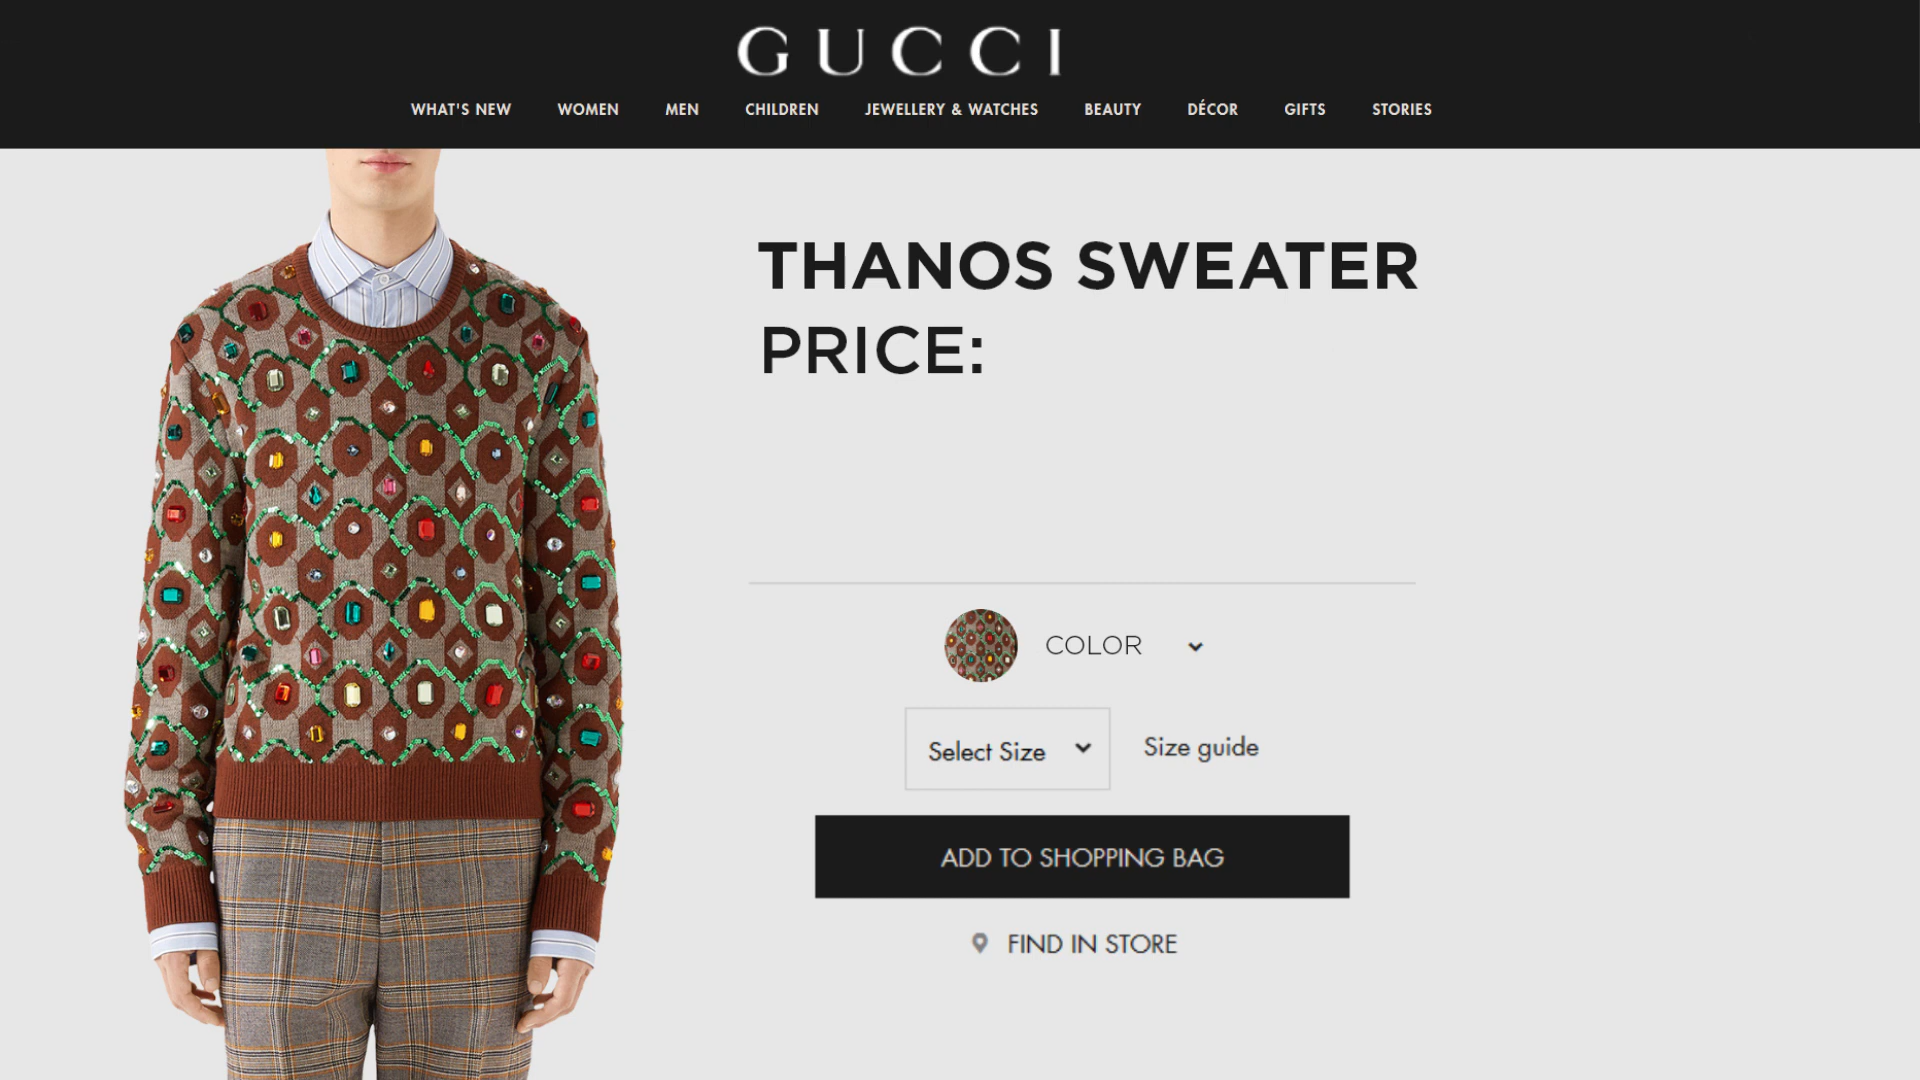 GUCCI
WHAT'S NEW WOMEN MEN CHILDREN JEWELLERY & WATCHES BEAUTY DÉCOR GIFTS STORIES
THANOS SWEATER
PRICE:
COLOR
Select Size Size guide
ADD TO SHOPPING BAG
FIND IN STORE